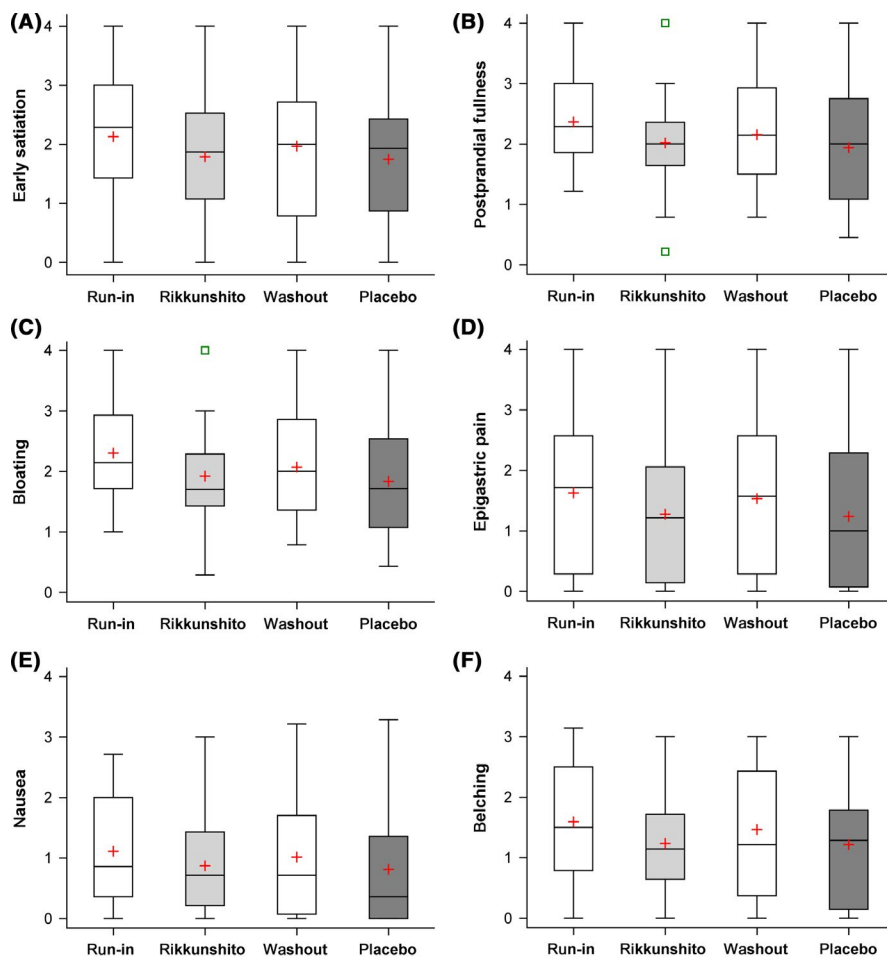 (A)
Early satiation
4
3
2
1
0
Run-in Rikkunshito Washout Placebo
(B)
Postprandial fullness
4
3
2
1
0
Run-in Rikkunshito Washout Placebo
(C)
Bloating
4
3
2
1
0
Run-in Rikkunshito Washout Placebo
(D)
Epigastric pain
4
3
2
1
0
Run-in Rikkunshito Washout Placebo
(E)
Nausea
4
3
2
1
0
Run-in Rikkunshito Washout Placebo
(F)
Belching
4
3
2
1
0
Run-in Rikkunshito Washout Placebo